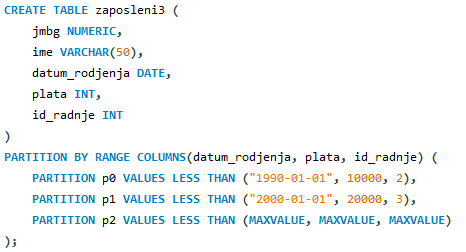 CREATE TABLE zaposleni3 (
    jmbg NUMERIC,
    ime VARCHAR(50),
    datum_rodjenja DATE,
    plata INT,
    id_radnje INT
)
PARTITION BY RANGE COLUMNS(datum_rodjenja, plata, id_radnje) (
    PARTITION p0 VALUES LESS THAN ("1990-01-01", 10000, 2),
    PARTITION p1 VALUES LESS THAN ("2000-01-01", 20000, 3),
    PARTITION p2 VALUES LESS THAN (MAXVALUE, MAXVALUE, MAXVALUE)
);